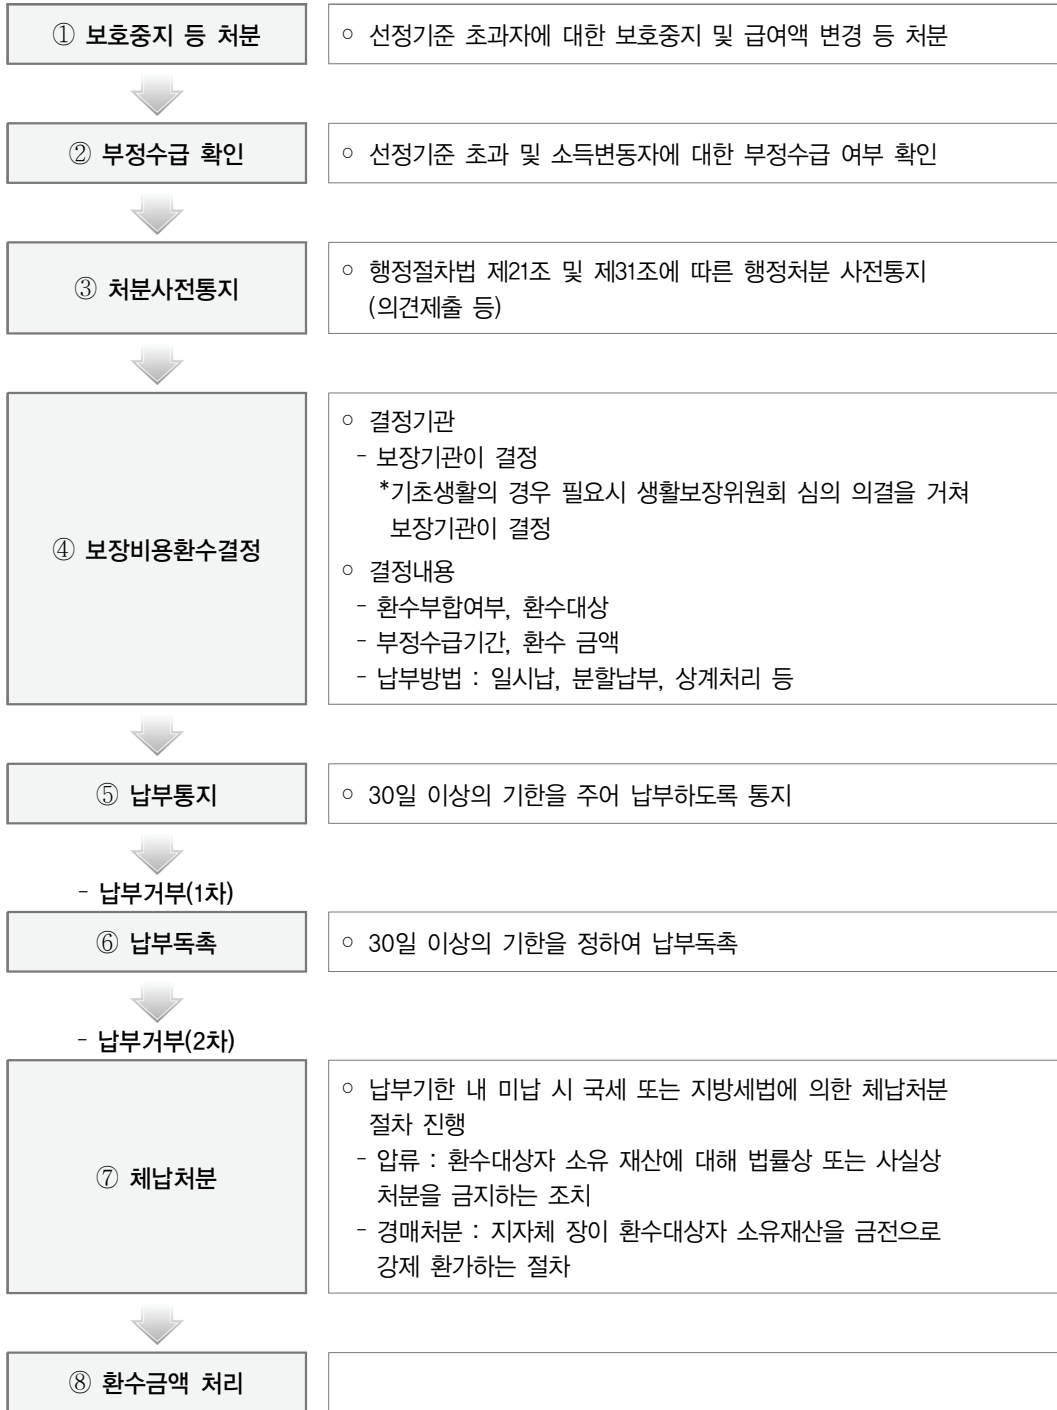 ① 보호중지 등 처분
○ 선정기준 초과자에 대한 보호중지 및 급여액 변경 등 처분
② 부정수급 확인
○ 선정기준 초과 및 소득변동자에 대한 부정수급 여부 확인
③ 처분사전통지
○ 행정절차법 제21조 및 제31조에 따른 행정처분 사전통지
(의견제출 등)
④ 보장비용환수결정
○ 결정기관
- 보장기관이 결정
*기초생활의 경우 필요시 생활보장위원회 심의 의결을 거쳐
보장기관이 결정
○ 결정내용
- 환수부합여부, 환수대상
- 부정수급기간, 환수 금액
- 납부방법 : 일시납, 분할납부, 상계처리 등
⑤ 납부통지
○ 30일 이상의 기한을 주어 납부하도록 통지
- 납부거부(1차)
⑥ 납부독촉
○ 30일 이상의 기한을 정하여 납부독촉
- 납부거부(2차)
⑦ 체납처분
○ 납부기한 내 미납 시 국세 또는 지방세법에 의한 체납처분
절차 진행
- 압류 : 환수대상자 소유 재산에 대해 법률상 또는 사실상
처분을 금지하는 조치
- 경매처분 : 지자체 장이 환수대상자 소유재산을 금전으로
강제 환가하는 절차
⑧ 환수금액 처리